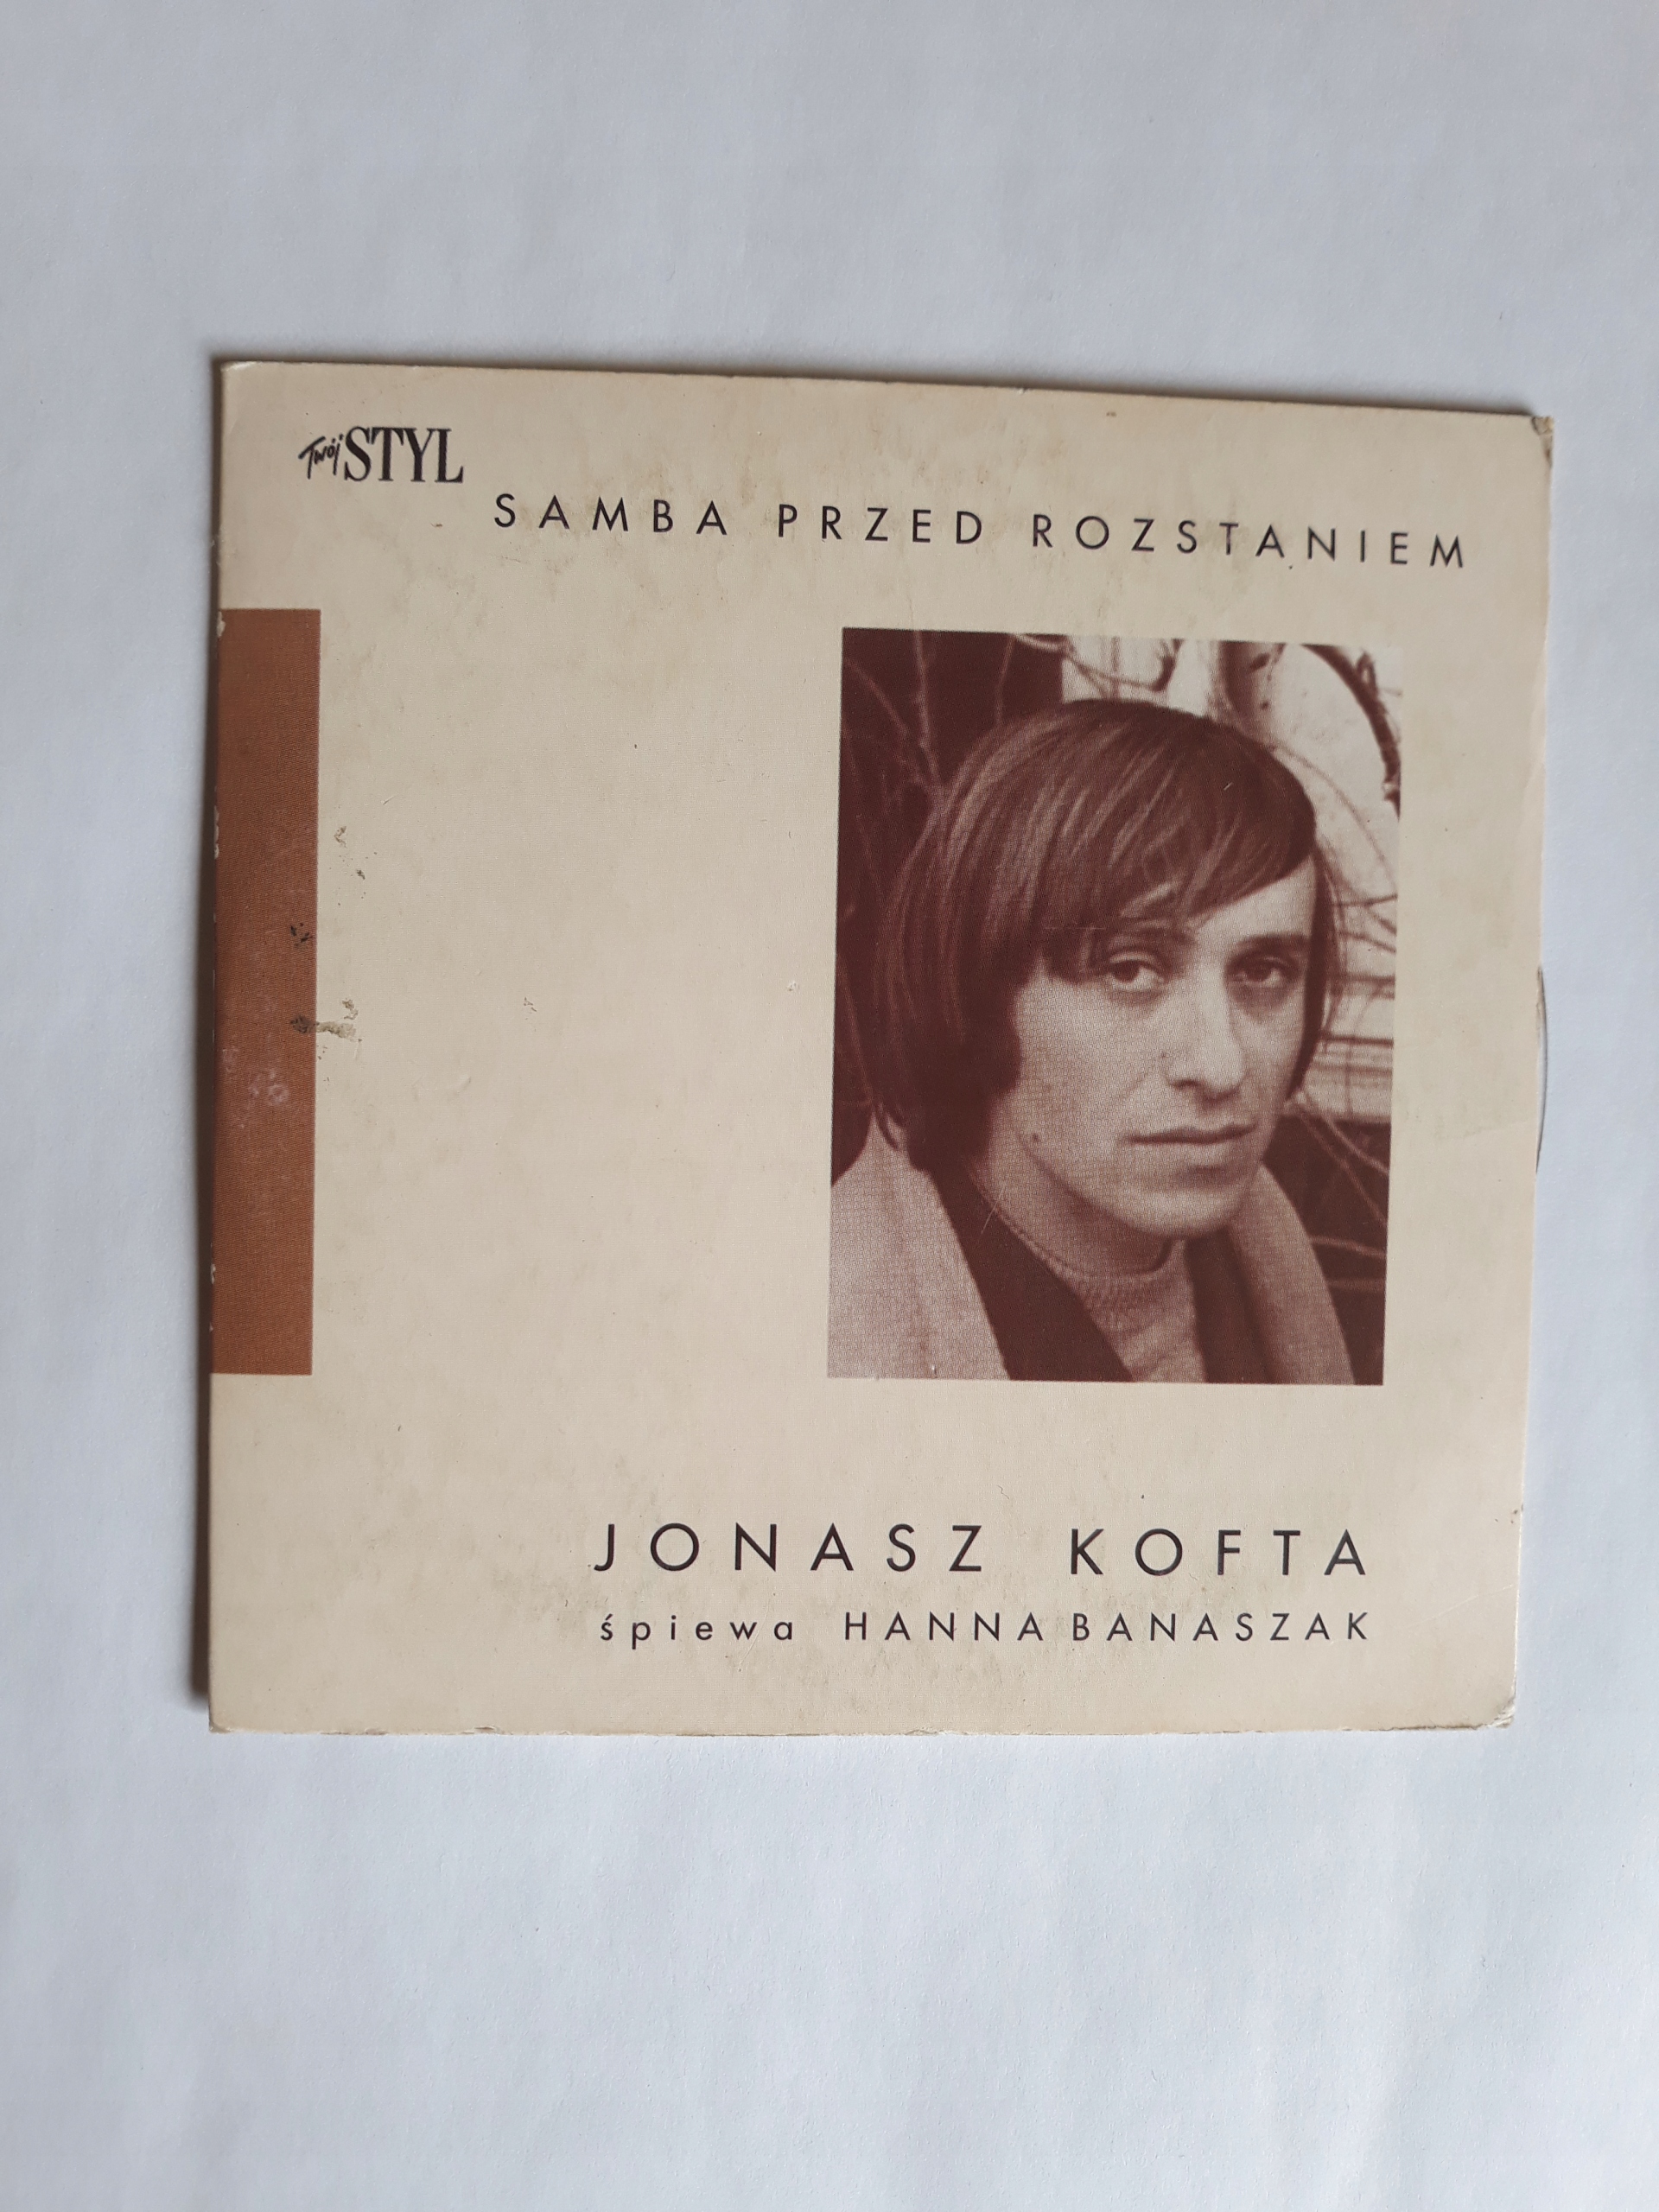 Twój STYL
SAMBA PRZED ROZSTANIEM
JONASZ KOFTA
śpiewa HANNA BANASZAK